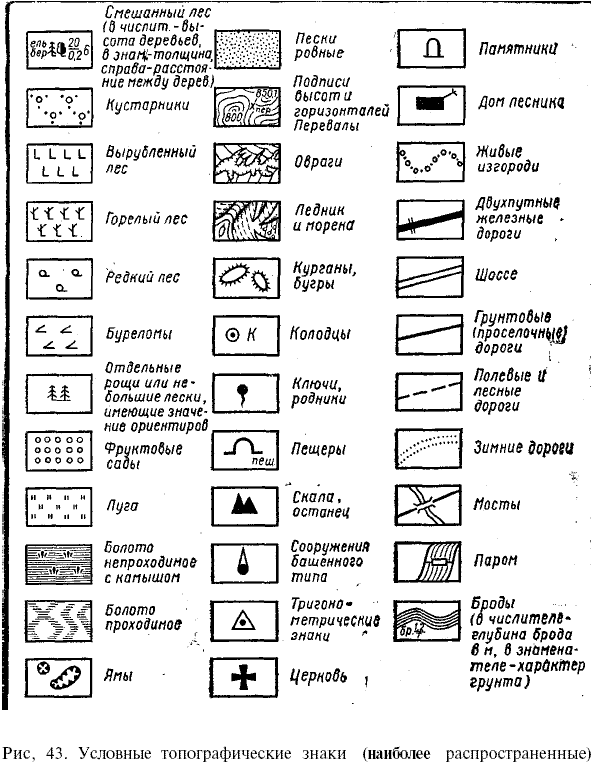 Смешанный лес
(в числит.-вы-
сота деревьев,
в знам.-толщина,
справа-расстоя-
ние между дерев)
ель
бер
20
0,2
6
Кустарники
Вырубленный
лес
Горелый лес
Редкий лес
Буреломы
Отдельные
рощи или не-
большие лески,
имеющие значе-
ние ориентиров
Фруктовые
сады
Луга
Болото
непроходимое
с камышом
Болото
проходимое
Ямы
Пески
ровные
850,1
800
пер.
Подписи
высот и
горизонталей
Перевалы
Овраги
Ледник
и морена
Курганы,
бугры
К
Колодцы
Ключи,
родники
пещ.
Пещеры
Скала,
останец
Сооружения
башенного
типа
Тригоно-
метрические
знаки
Церковь
Памятники
Дом лесника
Живые
изгороди
Двухпутные
железные
дороги
Шоссе
Грунтовые
(проселочные)
дороги
Полевые и
лесные
дороги
Зимние дороги
Мосты
Паром
бр.
Броды
(в числителе-
глубина брода
в м, в знамена-
теле-характер
грунта)
Рис, 43. Условные топографические знаки (наиболее распространенные)